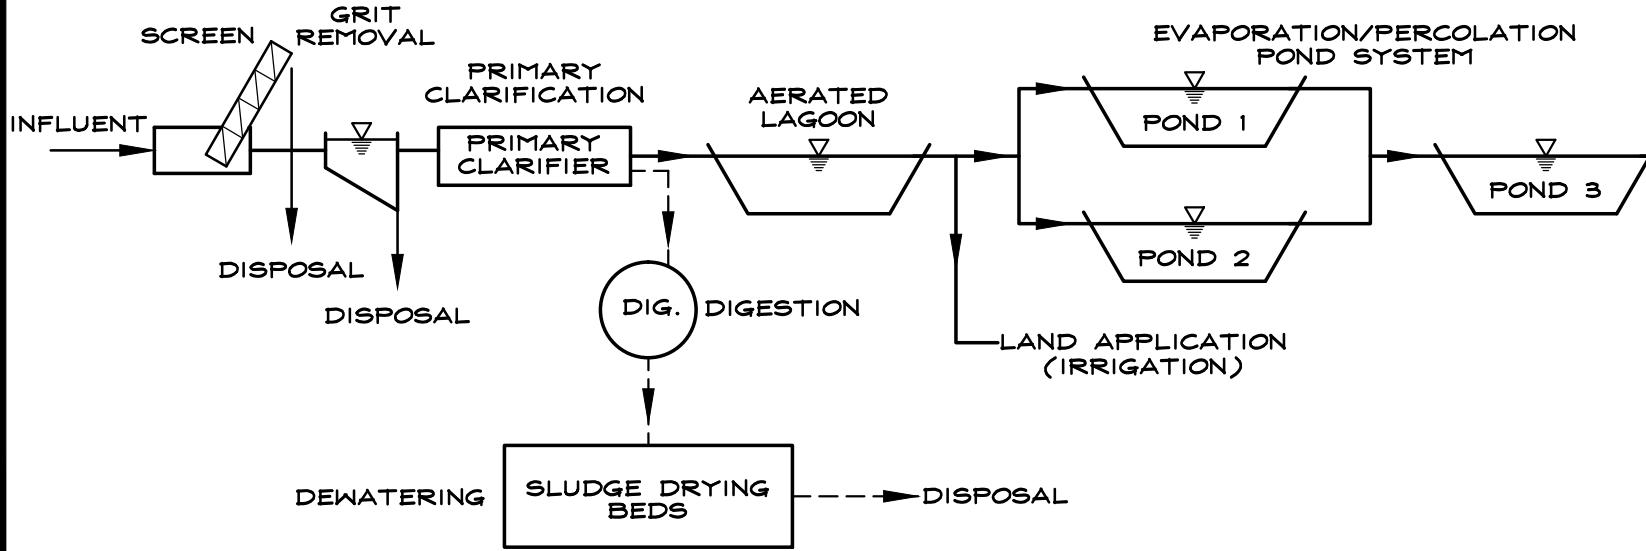 SCREEN
GRIT
REMOVAL
INFLUENT
DISPOSAL
DISPOSAL
PRIMARY
CLARIFICATION
PRIMARY
CLARIFIER
AERATED
LAGOON
EVAPORATION/PERCOLATION
POND SYSTEM
POND 1
POND 2
POND 3
DIG.
DIGESTION
LAND APPLICATION
(IRRIGATION)
DEWATERING
SLUDGE DRYING
BEDS
DISPOSAL